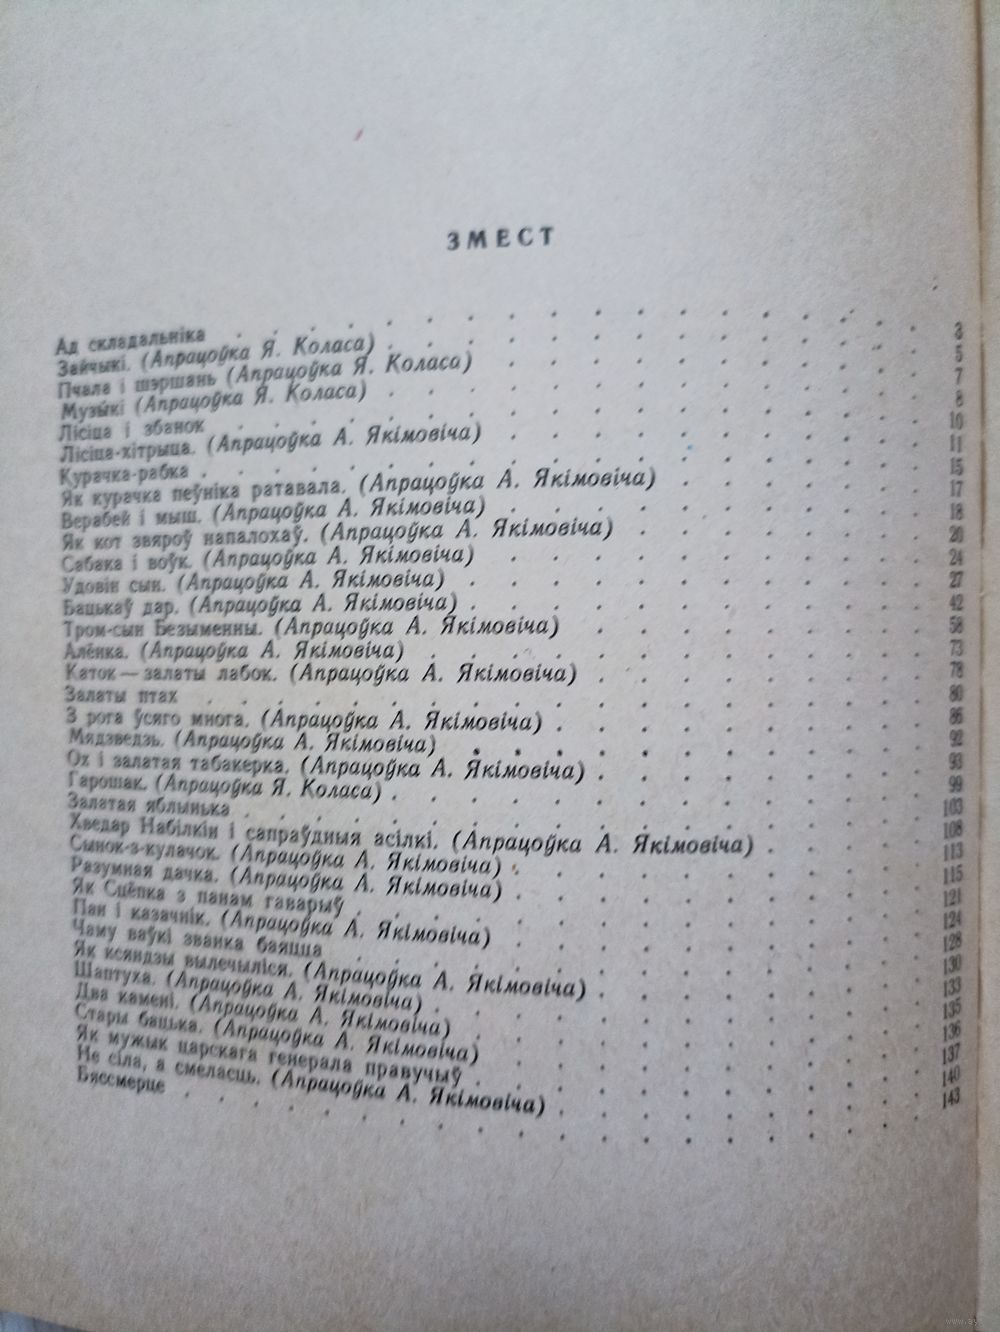 ЗМЕСТ
Ад складальніка . . . . . . . . 3
Зайчыкі. (Апрацоўка Я. Коласа) . . . . . . . . 5
Пчала і шэршань (Апрацоўка Я. Коласа) . . . . . . . . 7
Музыкі (Апрацоўка Я. Коласа) . . . . . . . . 8
Лісіца і збанок . . . . . . . . 10
Лісіца-хітрыца. (Апрацоўка А. Якімовіча) . . . . . . . . 11
Курачка-рабка . . . . . . . . 15
Як курачка пеўніка ратавала. (Апрацоўка А. Якімовіча) . . . . . . 17
Верабей і мыш. (Апрацоўка А. Якімовіча) . . . . . . . . 18
Як кот звяроў напалохаў. (Апрацоўка А. Якімовіча) . . . . . . 20
Сабака і воўк. (Апрацоўка А. Якімовіча) . . . . . . . . 24
Удовін сын. (Апрацоўка А. Якімовіча) . . . . . . . . 27
Бацькаў дар. (Апрацоўка А. Якімовіча) . . . . . . . . 42
Тром-сын Безыменны. (Апрацоўка А. Якімовіча) . . . . . . . . 58
Алёнка. (Апрацоўка А. Якімовіча) . . . . . . . . 73
Каток — залаты лабок. (Апрацоўка А. Якімовіча) . . . . . . . . 78
Залаты птах . . . . . . . . 80
З рога ўсяго многа. (Апрацоўка А. Якімовіча) . . . . . . . . 86
Мядзведзь. (Апрацоўка А. Якімовіча) . . . . . . . . 92
Ох і залатая табакерка. (Апрацоўка А. Якімовіча) . . . . . . . . 93
Гарошак. (Апрацоўка Я. Коласа) . . . . . . . . 99
Залатая яблынька . . . . . . . . 103
Хведар Набілкін і сапраўдныя асілкі. (Апрацоўка А. Якімовіча) . . . . 108
Сынок-з-кулачок. (Апрацоўка А. Якімовіча) . . . . . . . . 113
Разумная дачка. (Апрацоўка А. Якімовіча) . . . . . . . . 115
Як Сцёпка з панам гаварыў . . . . . . . . 121
Пан і казачнік. (Апрацоўка А. Якімовіча) . . . . . . . . 124
Чаму ваўкі званка баяцца . . . . . . . . 128
Як ксяндзы вылечыліся. (Апрацоўка А. Якімовіча) . . . . . . . . 130
Шаптуха. (Апрацоўка А. Якімовіча) . . . . . . . . 133
Два камені. (Апрацоўка А. Якімовіча) . . . . . . . . 135
Стары бацька. (Апрацоўка А. Якімовіча) . . . . . . . . 136
Як мужык царскага генерала правучыў . . . . . . . . 137
Не сіла, а смеласць. (Апрацоўка А. Якімовіча) . . . . . . . . 140
Бяссмерце . . . . . . . . 143